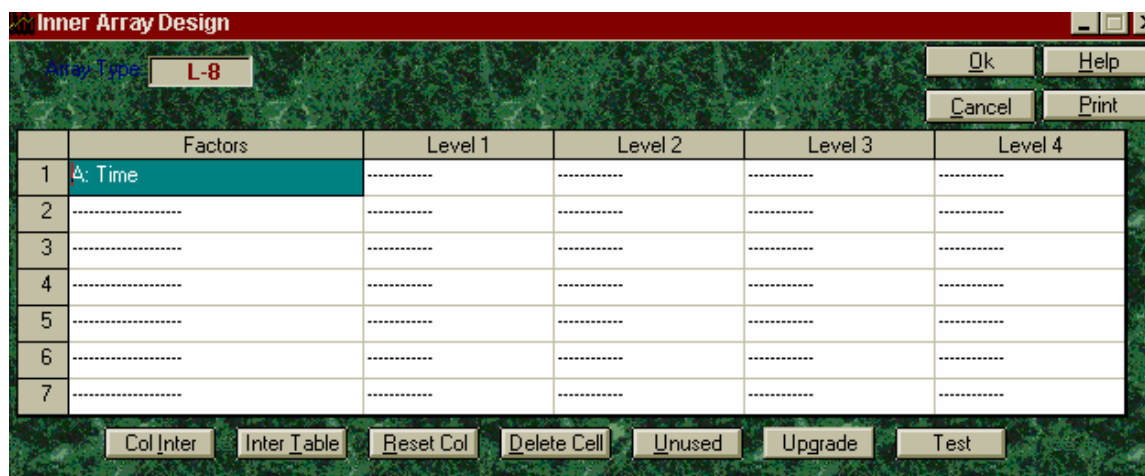 Inner Array Design
Array Type: L-8
Ok Help
Cancel Print
Factors Level 1 Level 2 Level 3 Level 4
1 A: Time ------------ ------------ ------------ ------------
2 -------------------- ------------ ------------ ------------ ------------
3 -------------------- ------------ ------------ ------------ ------------
4 -------------------- ------------ ------------ ------------ ------------
5 -------------------- ------------ ------------ ------------ ------------
6 -------------------- ------------ ------------ ------------ ------------
7 -------------------- ------------ ------------ ------------ ------------
Col Inter Inter Table Reset Col Delete Cell Unused Upgrade Test